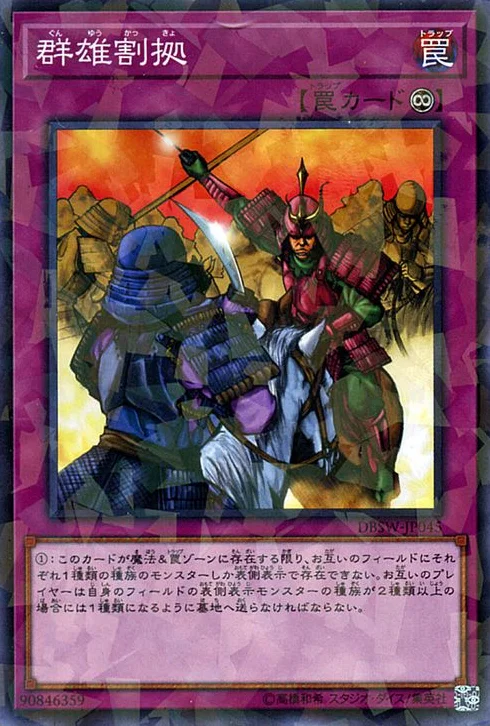 群雄割拠
罠
【罠カード∞】
DBSW-JP043
①:このカードが魔法&罠ゾーンに存在する限り、お互いのフィールドにそれ
ぞれ1種類の種族のモンスターしか表側表示で存在できない。お互いのプレ
イヤーは自身のフィールドの表側表示モンスターの種族が2種類以上の
場合には1種類になるように墓地へ送らなければならない。
90846359
©高橋和希 スタジオ・ダイス/集英社